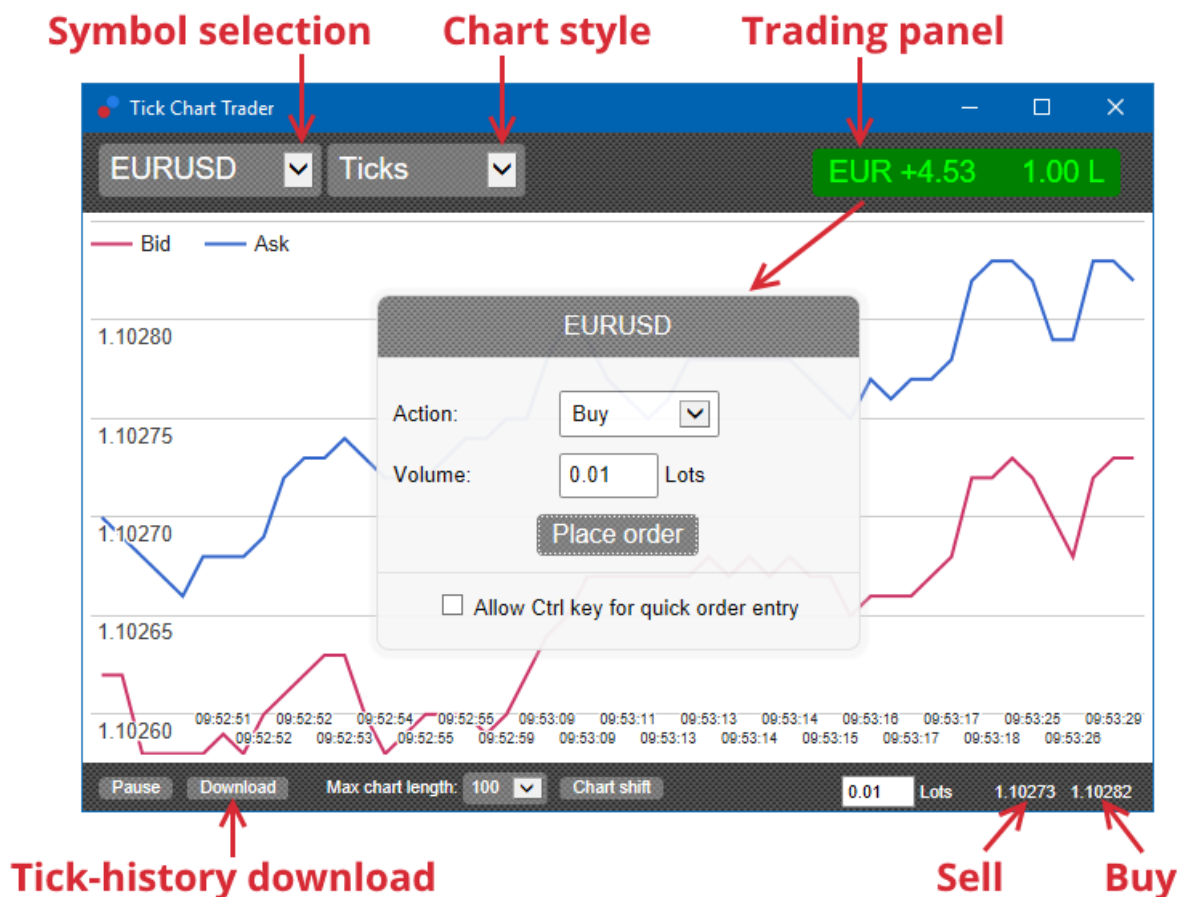 Symbol selection Chart style Trading panel
Tick Chart Trader
EURUSD Ticks EUR +4.53 1.00 L
Bid Ask
EURUSD
1.10280
Action: Buy
1.10275
Volume: 0.01 Lots
1.10270
Place order
Allow Ctrl key for quick order entry
1.10265
09:52:51 09:52:52 09:52:54 09:52:55 09:53:09 09:53:11 09:53:13 09:53:14 09:53:16 09:53:17 09:53:25 09:53:29
1.10260
09:52:52 09:52:53 09:52:55 09:52:59 09:53:09 09:53:13 09:53:14 09:53:15 09:53:17 09:53:18 09:53:26
Pause Download Max chart length: 100 Chart shift 0.01 Lots 1.10273 1.10282
Tick-history download Sell Buy